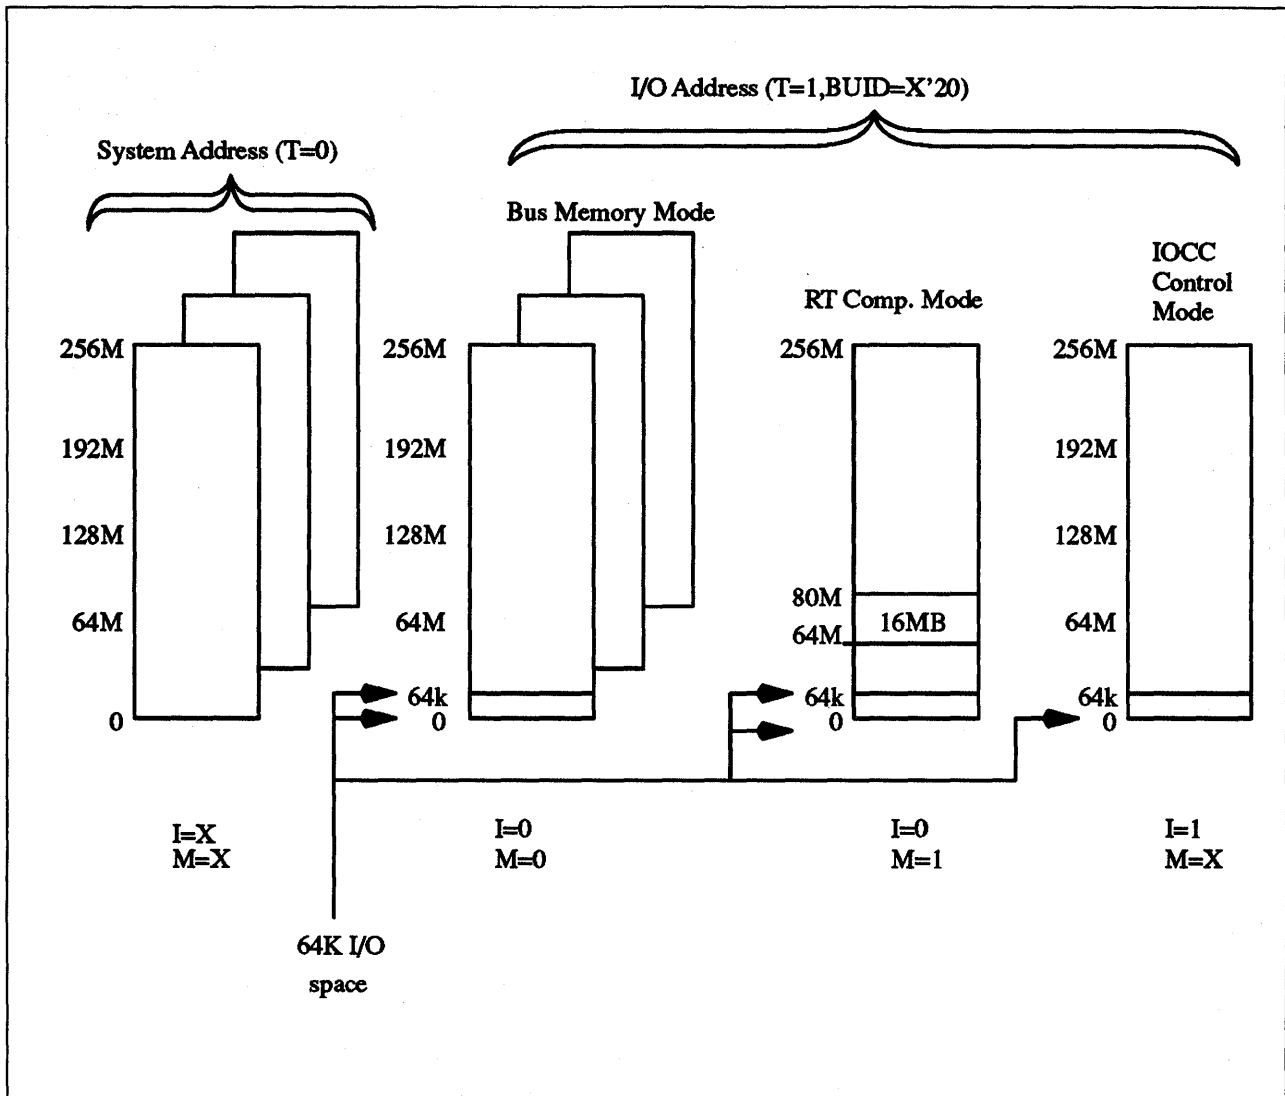 I/O Address (T=1,BUID=X'20)
System Address (T=0)
Bus Memory Mode
IOCC
Control
Mode
RT Comp. Mode
256M
192M
128M
64M
0
256M
192M
128M
64M
64k
0
256M
80M
16MB
64M
64k
0
256M
192M
128M
64M
64k
0
I=X
M=X
I=0
M=0
I=0
M=1
I=1
M=X
64K I/O
space